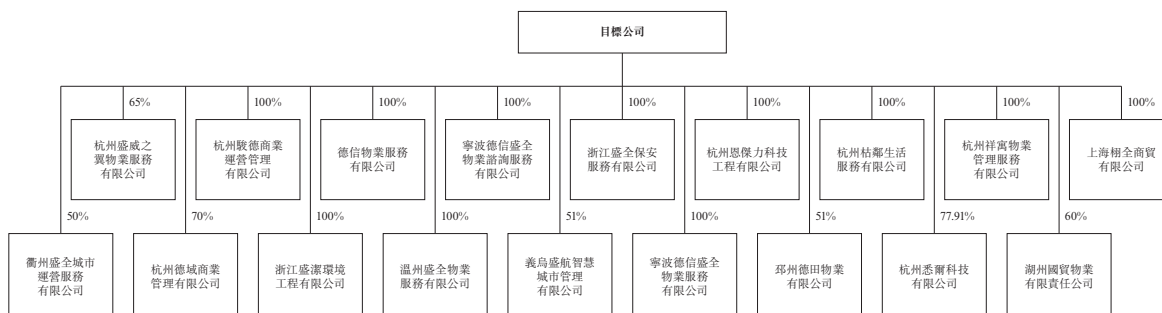 目標公司
65%
100%
100%
100%
100%
100%
100%
100%
100%
杭州盛威之
翼物業服務
有限公司
杭州駿德商業
運營管理
有限公司
德信物業服務
有限公司
寧波德信盛全
物業諮詢服務
有限公司
浙江盛全保安
服務有限公司
杭州恩傑力科技
工程有限公司
杭州枯鄰生活
服務有限公司
杭州祥寓物業
管理服務
有限公司
上海栩全商貿
有限公司
50%
70%
100%
100%
51%
100%
51%
77.91%
60%
衢州盛全城市
運營服務
有限公司
杭州德域商業
管理有限公司
浙江盛潔環境
工程有限公司
溫州盛全物業
服務有限公司
義烏盛航智慧
城市管理
有限公司
寧波德信盛全
物業服務
有限公司
邳州德田物業
有限公司
杭州悉爾科技
有限公司
湖州國貿物業
有限責任公司